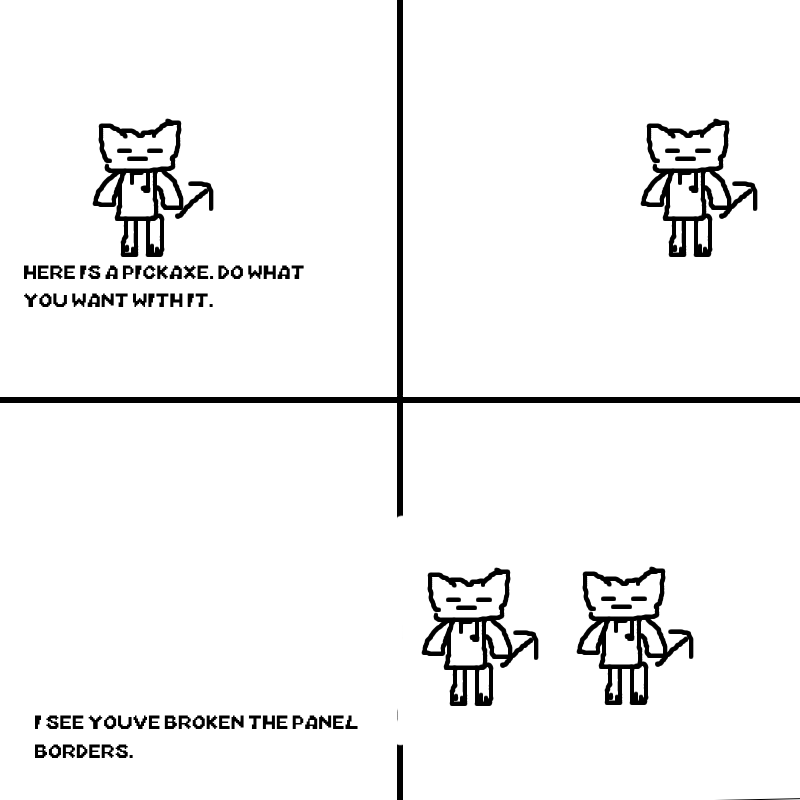 HERE IS A PICKAXE. DO WHAT
YOU WANT WITH IT.
I SEE YOUVE BROKEN THE PANEL
BORDERS.